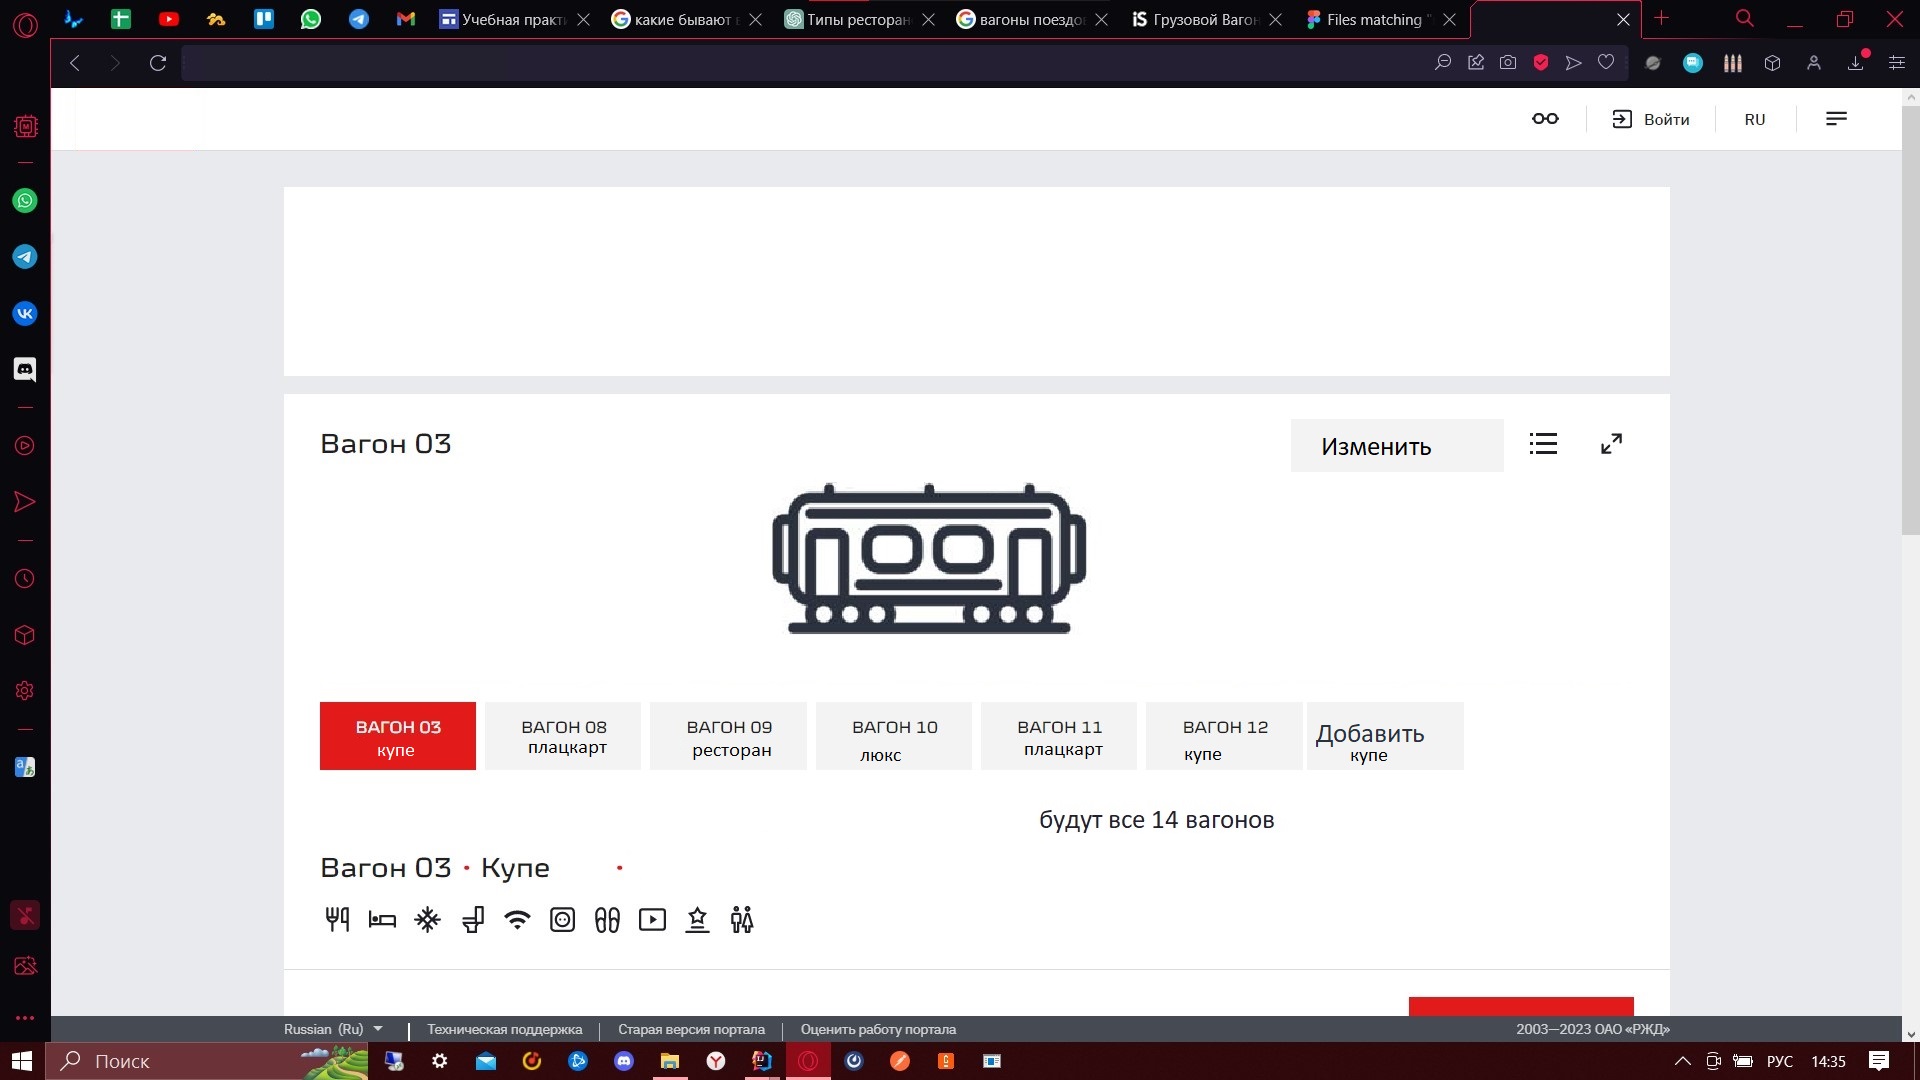 Учебная практи
какие бывают в
Типы ресторан
вагоны поездо
iS Грузовой Вагон
Files matching "
Войти
RU
Вагон 03
Изменить
ВАГОН 03
купе
ВАГОН 08
плацкарт
ВАГОН 09
ресторан
ВАГОН 10
люкс
ВАГОН 11
плацкарт
ВАГОН 12
купе
Добавить
купе
будут все 14 вагонов
Вагон 03 · Купе ·
Russian (Ru)
Техническая поддержка
Старая версия портала
Оценить работу портала
2003—2023 ОАО «РЖД»
Поиск
РУС
14:35